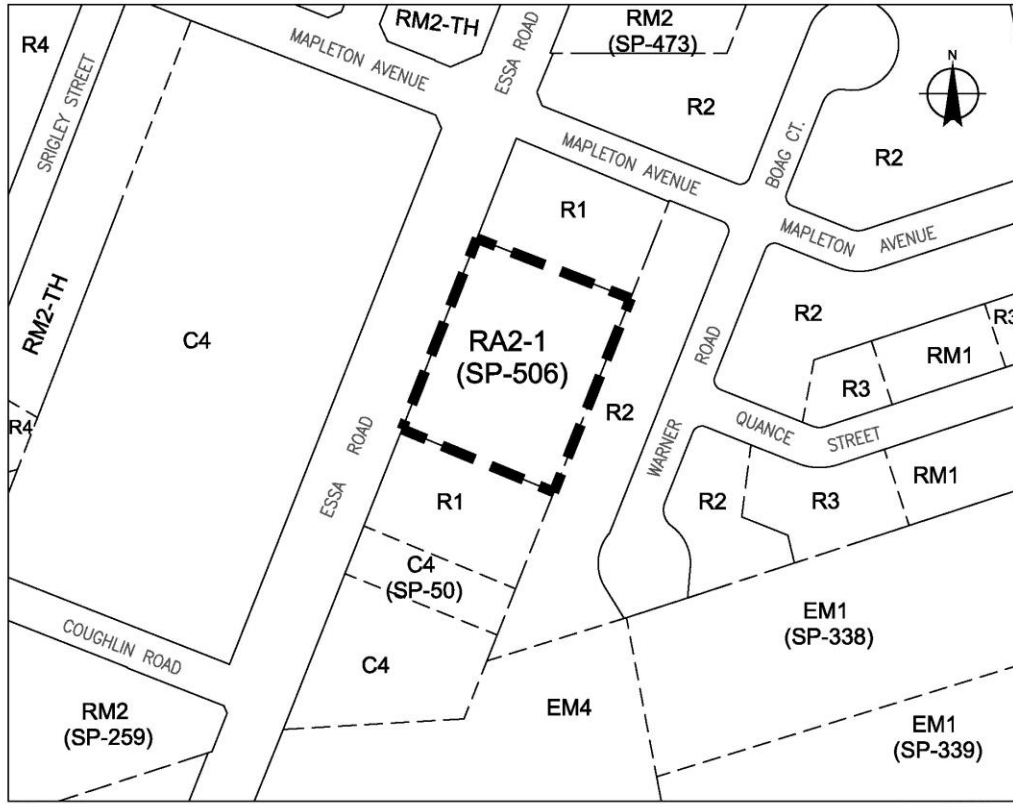 R4
RM2-TH
RM2
(SP-473)
MAPLETON AVENUE
ESSA ROAD
N
SRIGLEY STREET
R2
MAPLETON AVENUE
BOAG CT.
R2
R1
MAPLETON AVENUE
RM2-TH
C4
RA2-1
(SP-506)
R2
R3
RM1
R3
R2
ROAD
WARNER
QUANCE STREET
R4
ESSA ROAD
R1
R2
R3
RM1
C4
(SP-50)
EM1
(SP-338)
COUGHLIN ROAD
C4
RM2
(SP-259)
EM4
EM1
(SP-339)